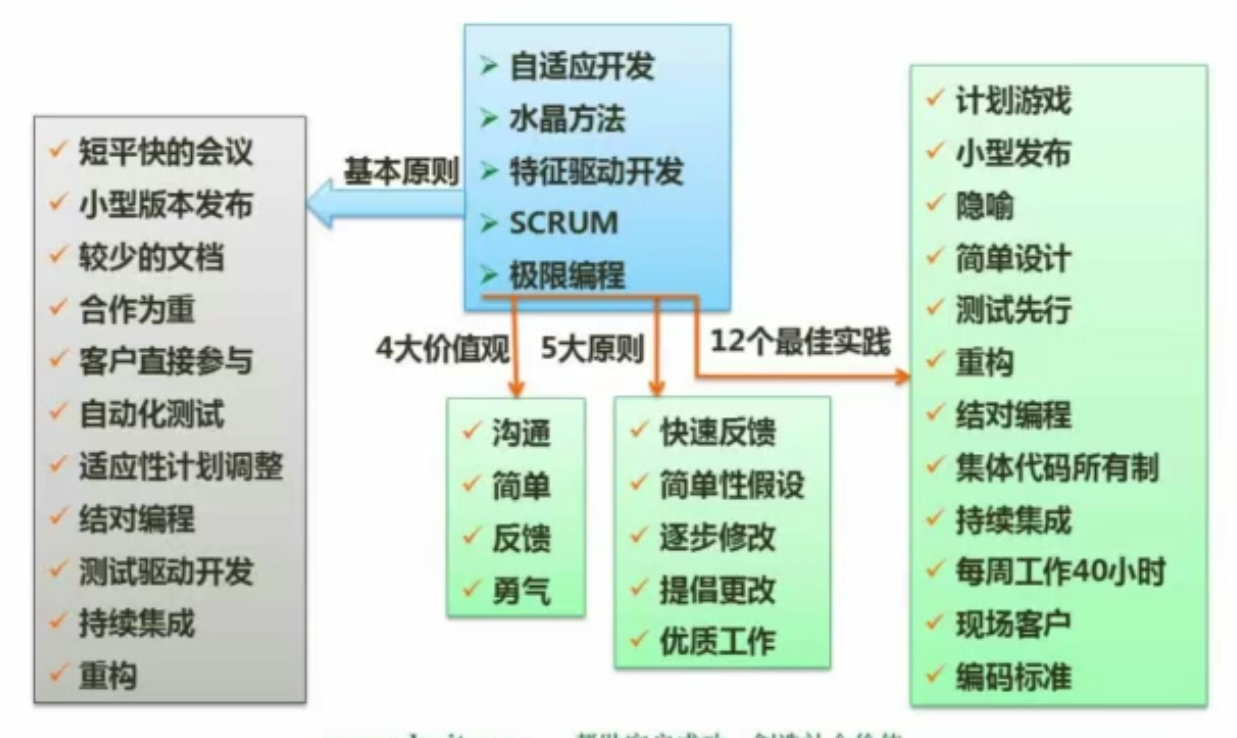 自适应开发
水晶方法
特征驱动开发
SCRUM
极限编程
基本原则
短平快的会议
小型版本发布
较少的文档
合作为重
客户直接参与
自动化测试
适应性计划调整
结对编程
测试驱动开发
持续集成
重构
4大价值观
沟通
简单
反馈
勇气
5大原则
快速反馈
简单性假设
逐步修改
提倡更改
优质工作
12个最佳实践
计划游戏
小型发布
隐喻
简单设计
测试先行
重构
结对编程
集体代码所有制
持续集成
每周工作40小时
现场客户
编码标准